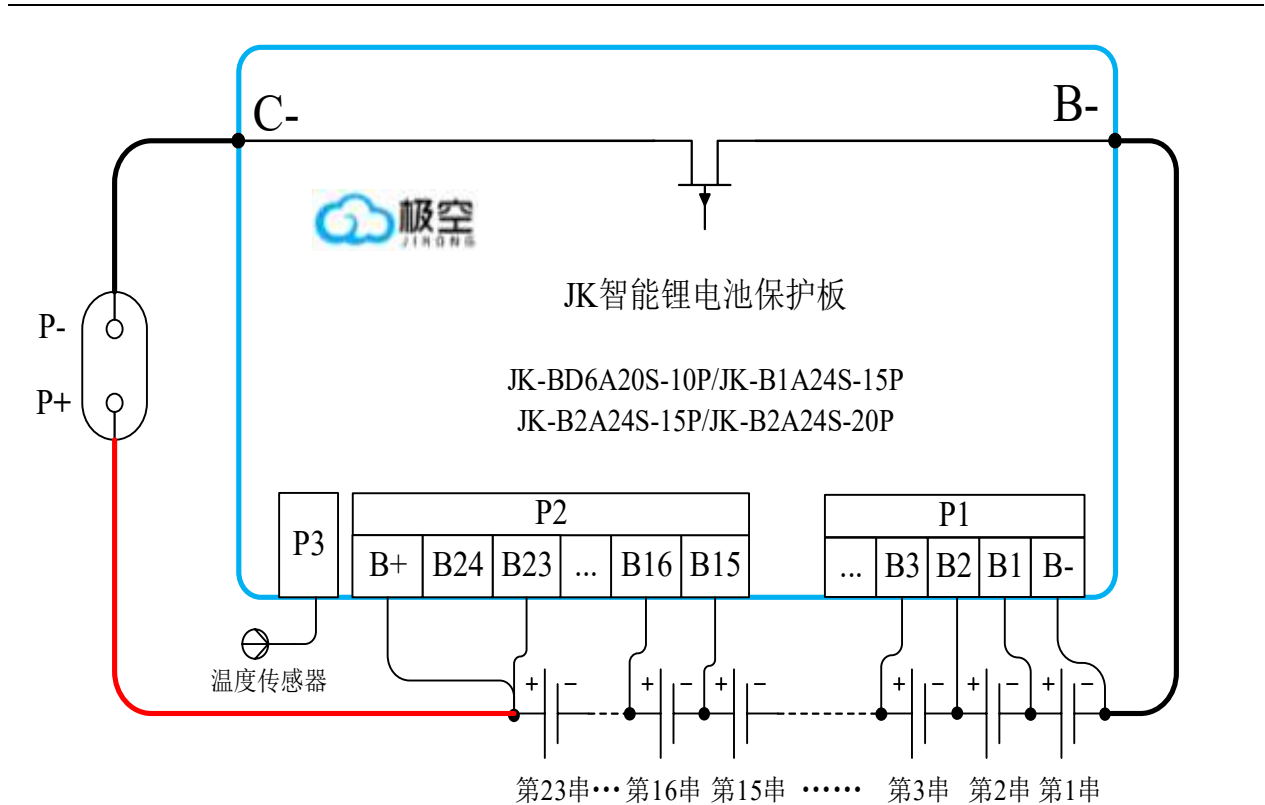 C- B-
极空
JIKONG
JK智能锂电池保护板
P-
JK-BD6A20S-10P/JK-B1A24S-15P
P+
JK-B2A24S-15P/JK-B2A24S-20P
P3 P2 P1
B+ B24 B23 ... B16 B15 ... B3 B2 B1 B-
温度传感器
+ - + - + - + - + - + -
第23串···第16串 第15串 ······ 第3串 第2串 第1串